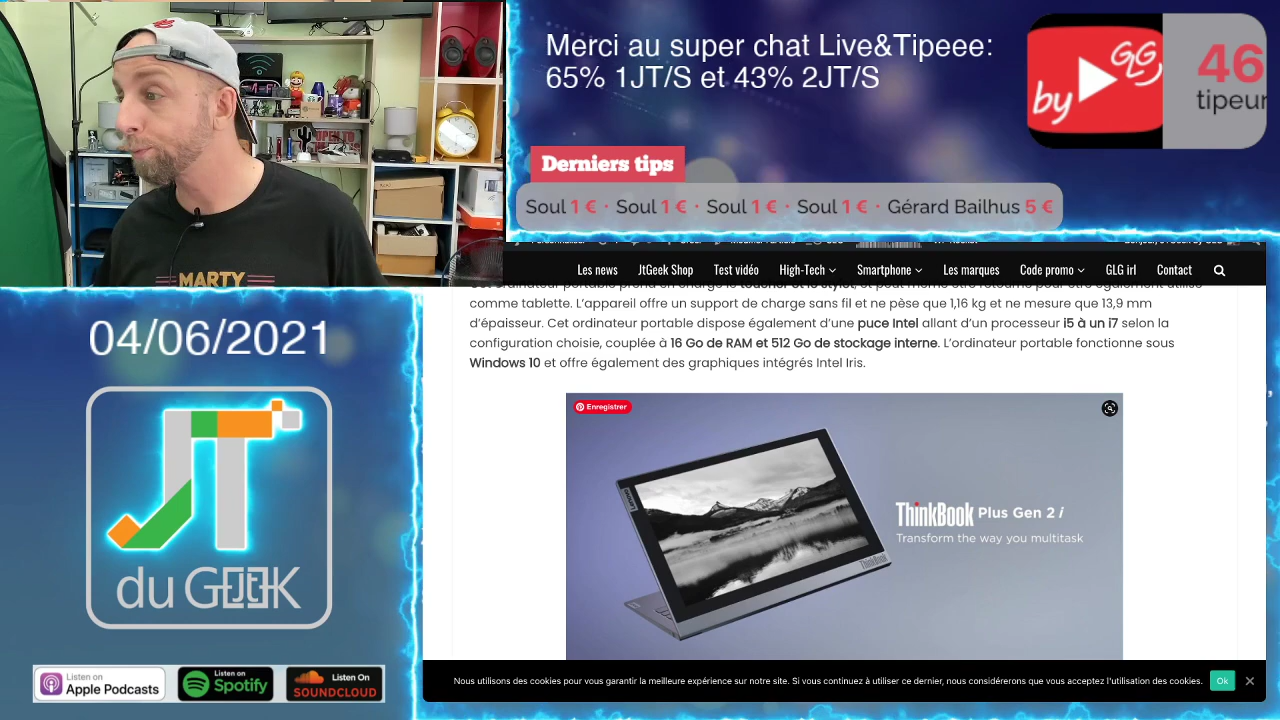 Merci au super chat Live&Tipeee:
65% 1JT/S et 43% 2JT/S
by GLG
46
tipeur
Derniers tips
Soul 1 € · Soul 1 € · Soul 1 € · Soul 1 € · Gérard Bailhus 5 €
MARTY
04/06/2021
JT
du GEEK
Listen on
Apple Podcasts
Listen on
Spotify
Listen On
SOUNDCLOUD
Les news JtGeek Shop Test vidéo High-Tech Smartphone Les marques Code promo GLG irl Contact
comme tablette. L'appareil offre un support de charge sans fil et ne pèse que 1,16 kg et ne mesure que 13,9 mm
d'épaisseur. Cet ordinateur portable dispose également d'une puce Intel allant d'un processeur i5 à un i7 selon la
configuration choisie, couplée à 16 Go de RAM et 512 Go de stockage interne. L'ordinateur portable fonctionne sous
Windows 10 et offre également des graphiques intégrés Intel Iris.
Enregistrer
ThinkBook Plus Gen 2 i
Transform the way you multitask
ThinkBook
Nous utilisons des cookies pour vous garantir la meilleure expérience sur notre site. Si vous continuez à utiliser ce dernier, nous considérerons que vous acceptez l'utilisation des cookies. Ok